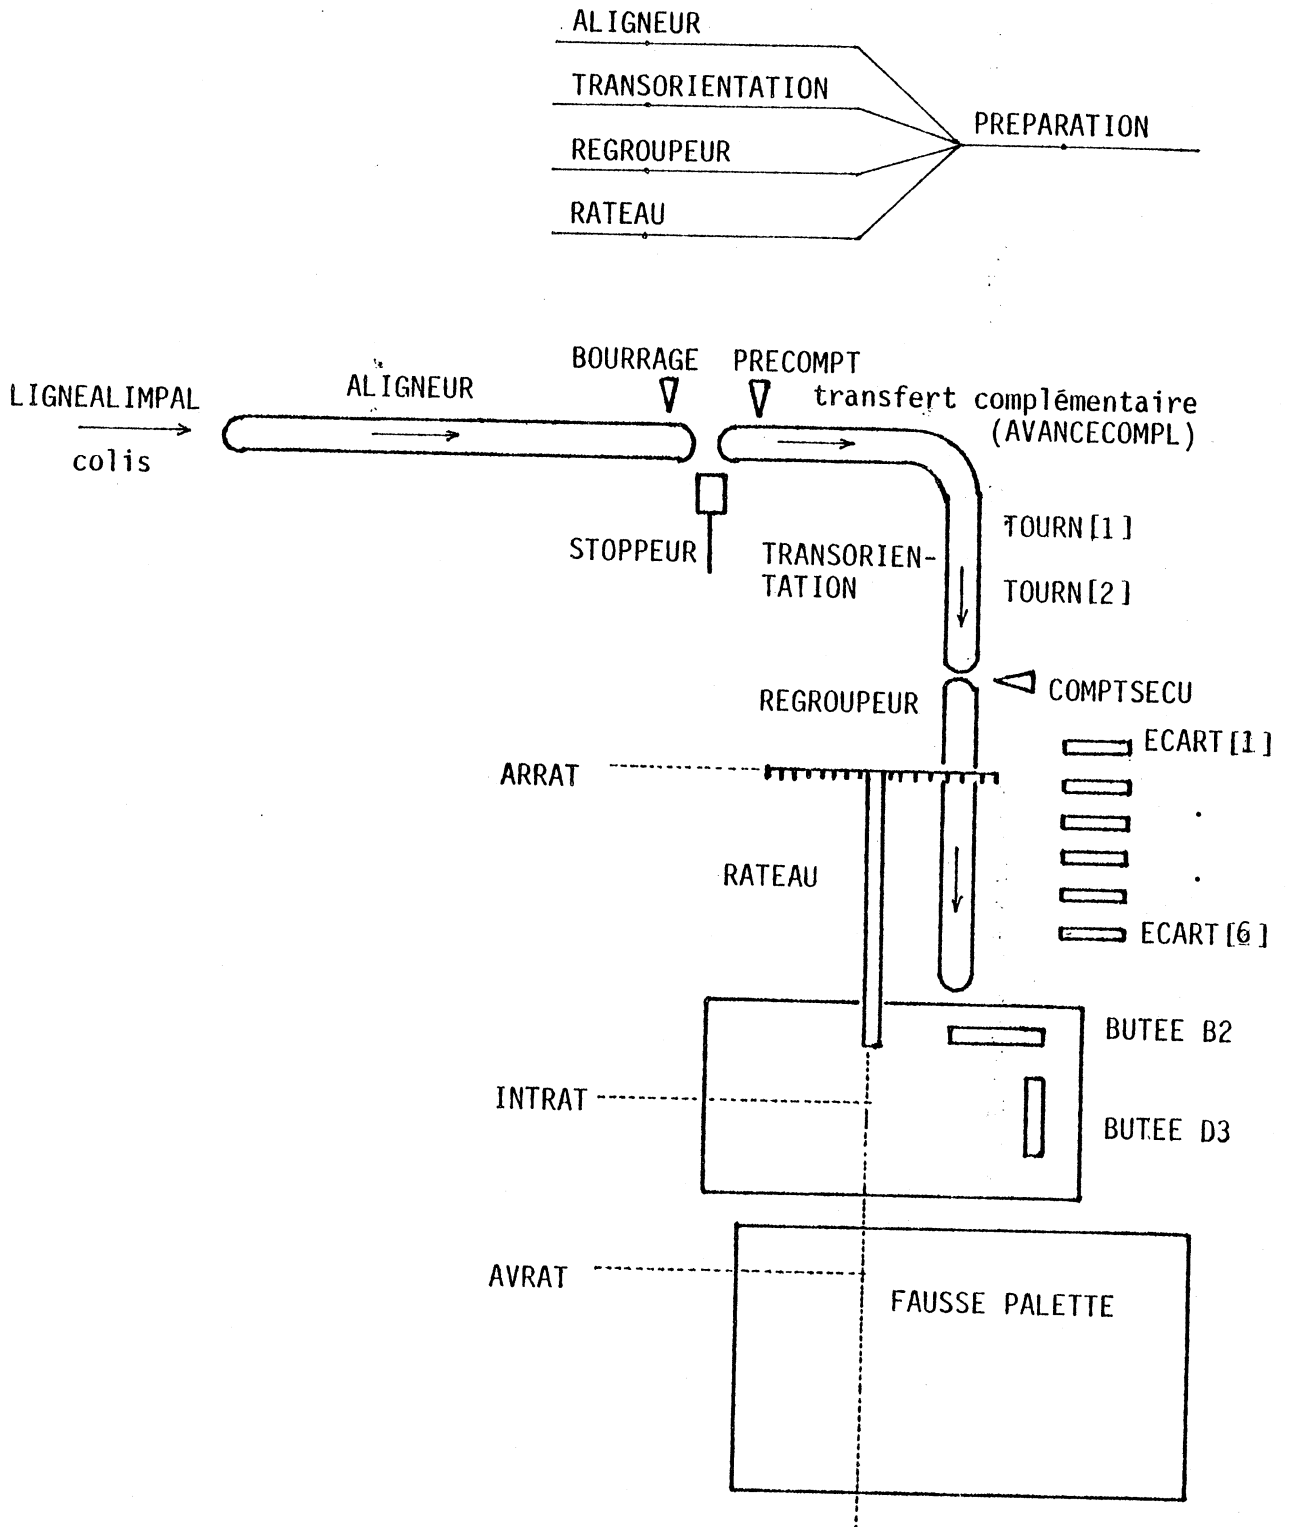 ALIGNEUR
TRANSORIENTATION
PREPARATION
REGROUPEUR
RATEAU
BOURRAGE
PRECOMPT
LIGNEALIMPAL
ALIGNEUR
transfert complémentaire
(AVANCECOMPL)
colis
TOURN[1]
STOPPEUR
TRANSORIEN-
TATION
TOURN[2]
REGROUPEUR
COMPTSECU
ECART[1]
ARRAT
RATEAU
ECART[6]
BUTEE B2
INTRAT
BUTEE D3
AVRAT
FAUSSE PALETTE